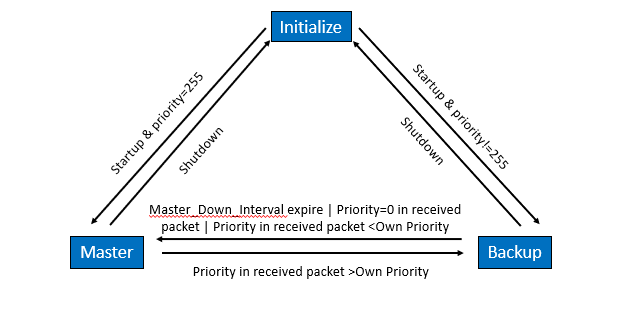 Initialize
Startup & priority=255
Shutdown
Startup & priority!=255
Shutdown
Master_Down_Interval expire | Priority=0 in received
packet | Priority in received packet <Own Priority
Master
Backup
Priority in received packet >Own Priority